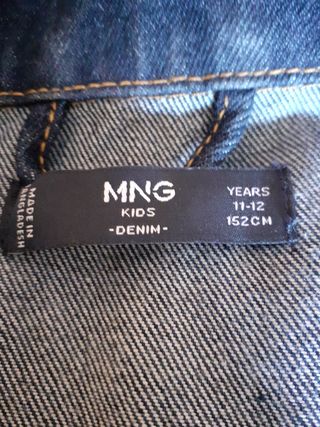 MNG
KIDS
-DENIM-
YEARS
11-12
152CM
MADE IN
BANGLADESH